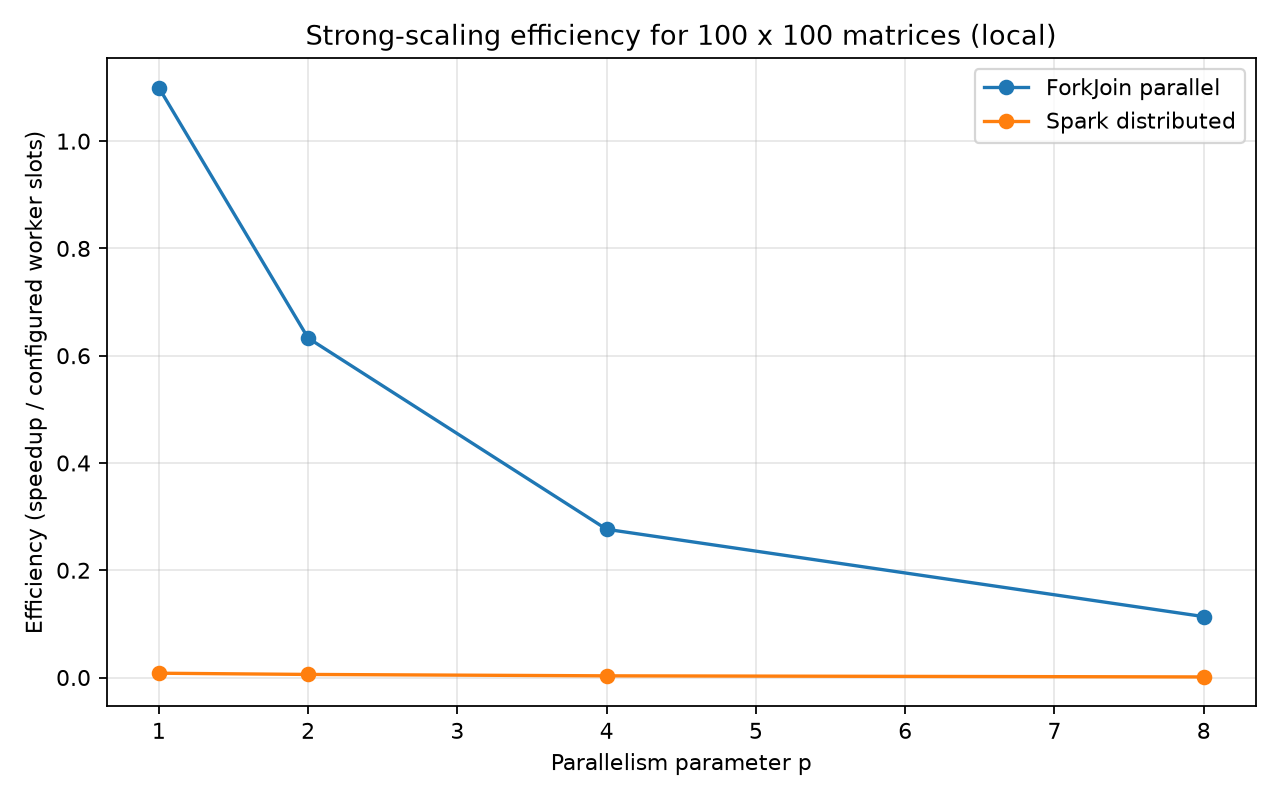 Strong-scaling efficiency for 100 x 100 matrices (local)
ForkJoin parallel
Spark distributed
Efficiency (speedup / configured worker slots)
1.0
0.8
0.6
0.4
0.2
0.0
1 2 3 4 5 6 7 8
Parallelism parameter p